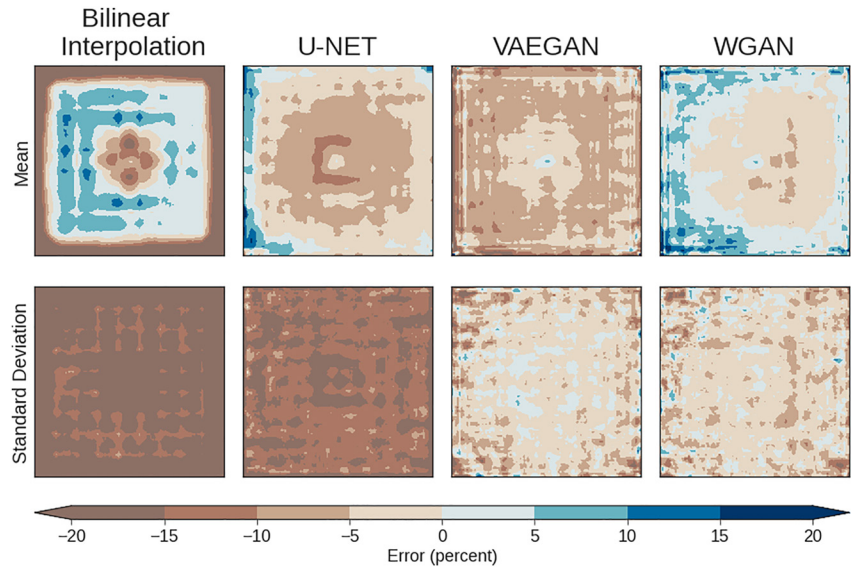 Bilinear
Interpolation
U-NET
VAEGAN
WGAN
Mean
Standard Deviation
−20
−15
−10
−5
0
5
10
15
20
Error (percent)